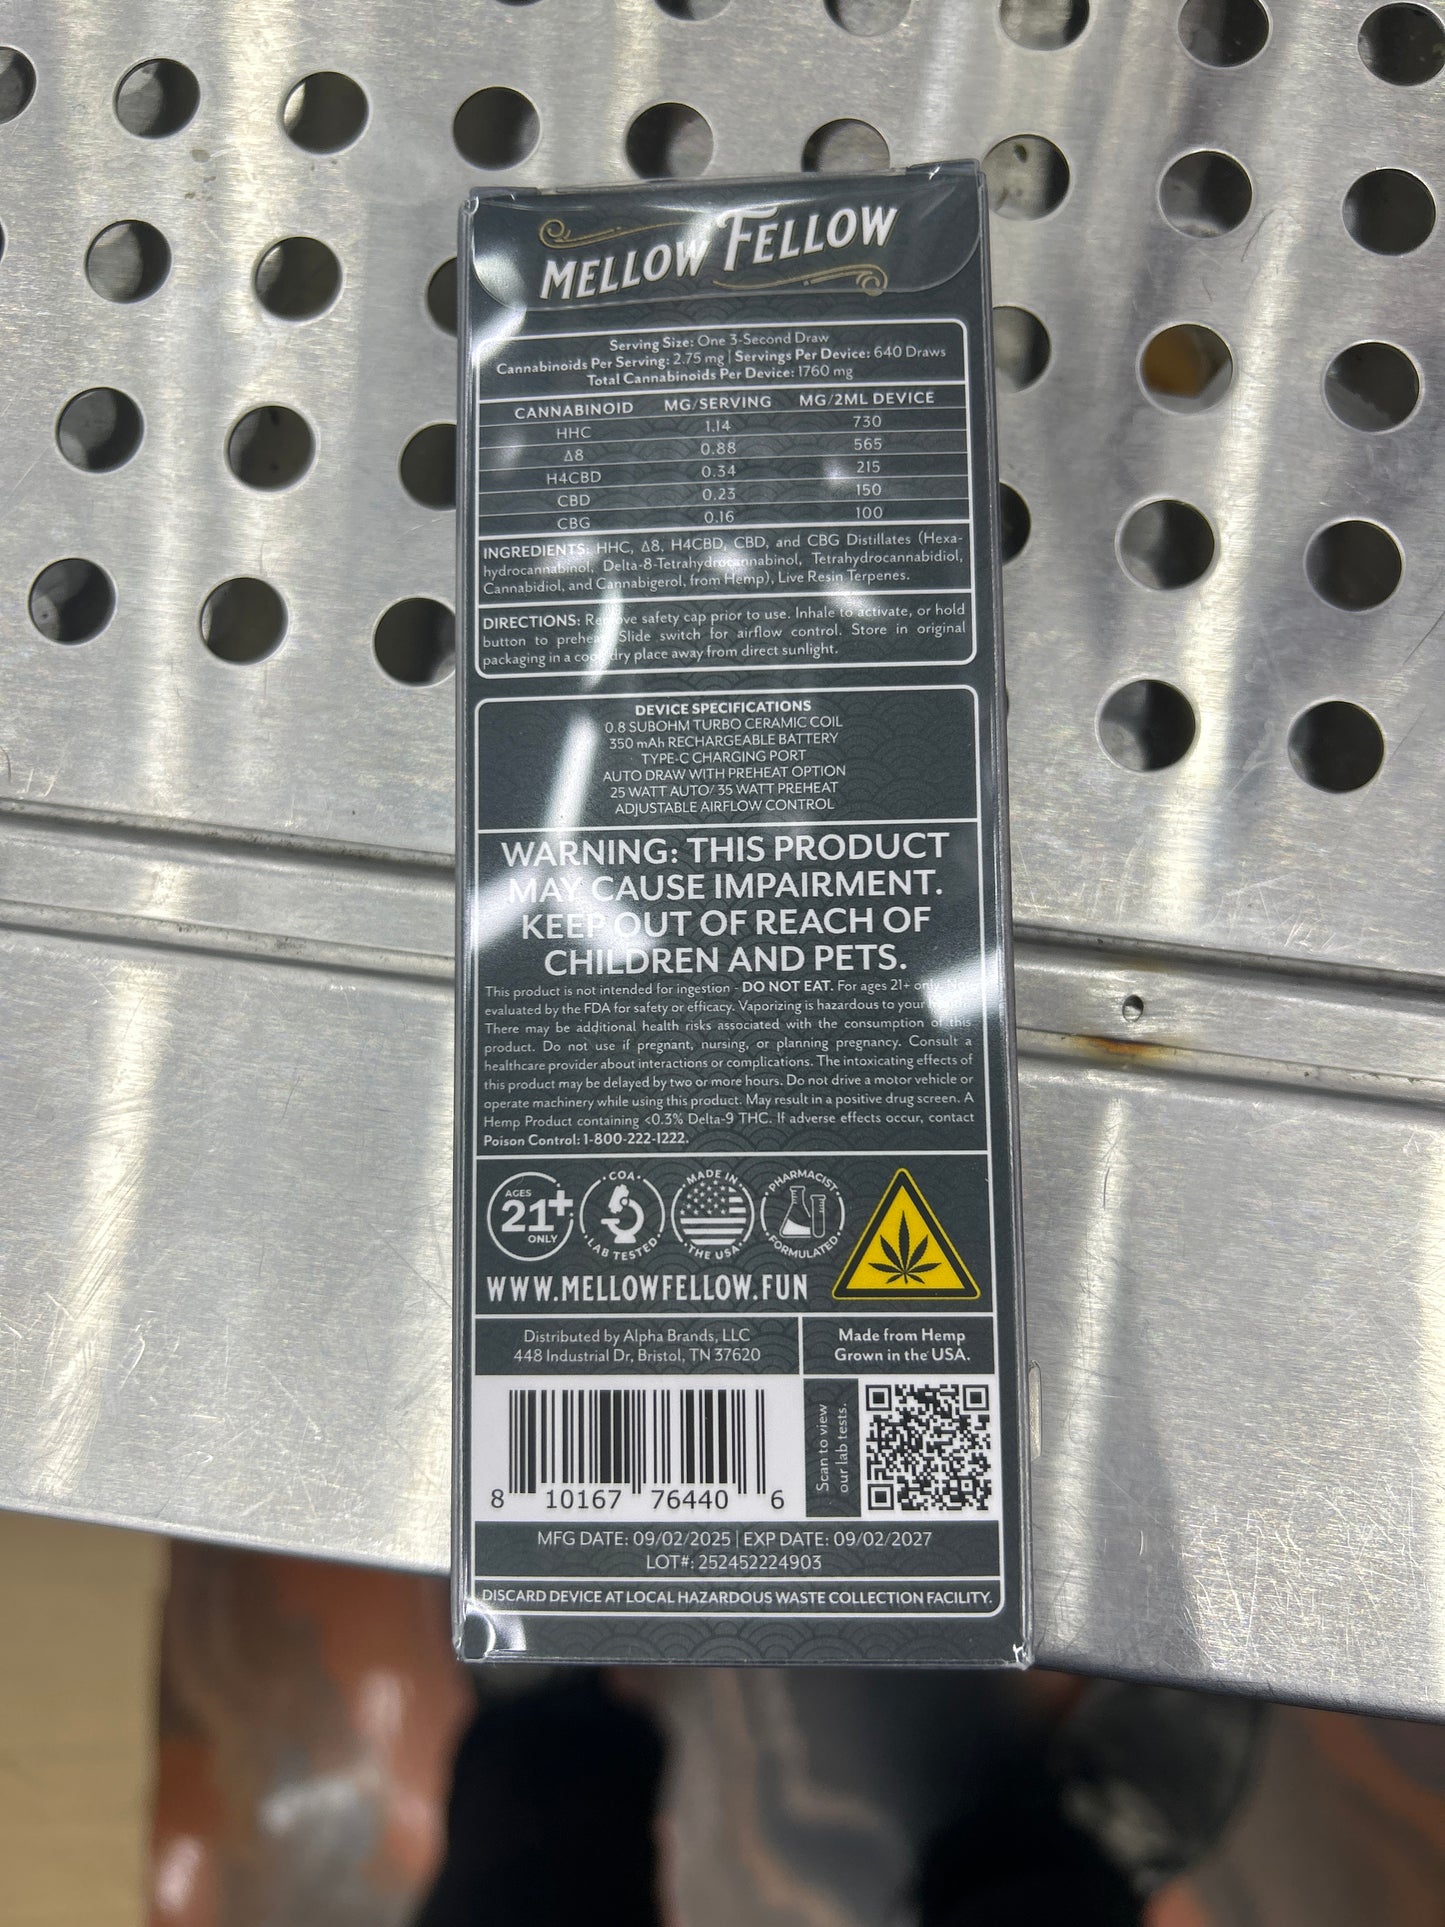 MELLOW FELLOW
Serving Size: One 3-Second Draw
Cannabinoids Per Serving: 2.75 mg | Servings Per Device: 640 Draws
Total Cannabinoids Per Device: 1760 mg
CANNABINOID MG/SERVING MG/2ML DEVICE
HHC 1.14 730
Δ8 0.88 565
H4CBD 0.34 215
CBD 0.23 150
CBG 0.16 100
INGREDIENTS: HHC, Δ8, H4CBD, CBD, and CBG Distillates (Hexa-
hydrocannabinol, Delta-8-Tetrahydrocannabinol, Tetrahydrocannabidiol,
Cannabidiol, and Cannabigerol, from Hemp), Live Resin Terpenes.
DIRECTIONS: Remove safety cap prior to use. Inhale to activate, or hold
button to preheat. Slide switch for airflow control. Store in original
packaging in a cool dry place away from direct sunlight.
DEVICE SPECIFICATIONS
0.8 SUBOHM TURBO CERAMIC COIL
350 mAh RECHARGEABLE BATTERY
TYPE-C CHARGING PORT
AUTO DRAW WITH PREHEAT OPTION
25 WATT AUTO/ 35 WATT PREHEAT
ADJUSTABLE AIRFLOW CONTROL
WARNING: THIS PRODUCT
MAY CAUSE IMPAIRMENT.
KEEP OUT OF REACH OF
CHILDREN AND PETS.
This product is not intended for ingestion - DO NOT EAT. For ages 21+ only. Not
evaluated by the FDA for safety or efficacy. Vaporizing is hazardous to your
There may be additional health risks associated with the consumption of this
product. Do not use if pregnant, nursing, or planning pregnancy. Consult a
healthcare provider about interactions or complications. The intoxicating effects of
this product may be delayed by two or more hours. Do not drive a motor vehicle or
operate machinery while using this product. May result in a positive drug screen. A
Hemp Product containing <0.3% Delta-9 THC. If adverse effects occur, contact
Poison Control: 1-800-222-1222.
AGES 21+ ONLY
COA LAB TESTED
MADE IN THE USA
PHARMACIST FORMULATED
WWW.MELLOWFELLOW.FUN
Distributed by Alpha Brands, LLC
448 Industrial Dr, Bristol, TN 37620
Made from Hemp
Grown in the USA.
8 10167 76440 6
Scan to view
our lab tests.
MFG DATE: 09/02/2025 | EXP DATE: 09/02/2027
LOT#: 252452224903
DISCARD DEVICE AT LOCAL HAZARDOUS WASTE COLLECTION FACILITY.